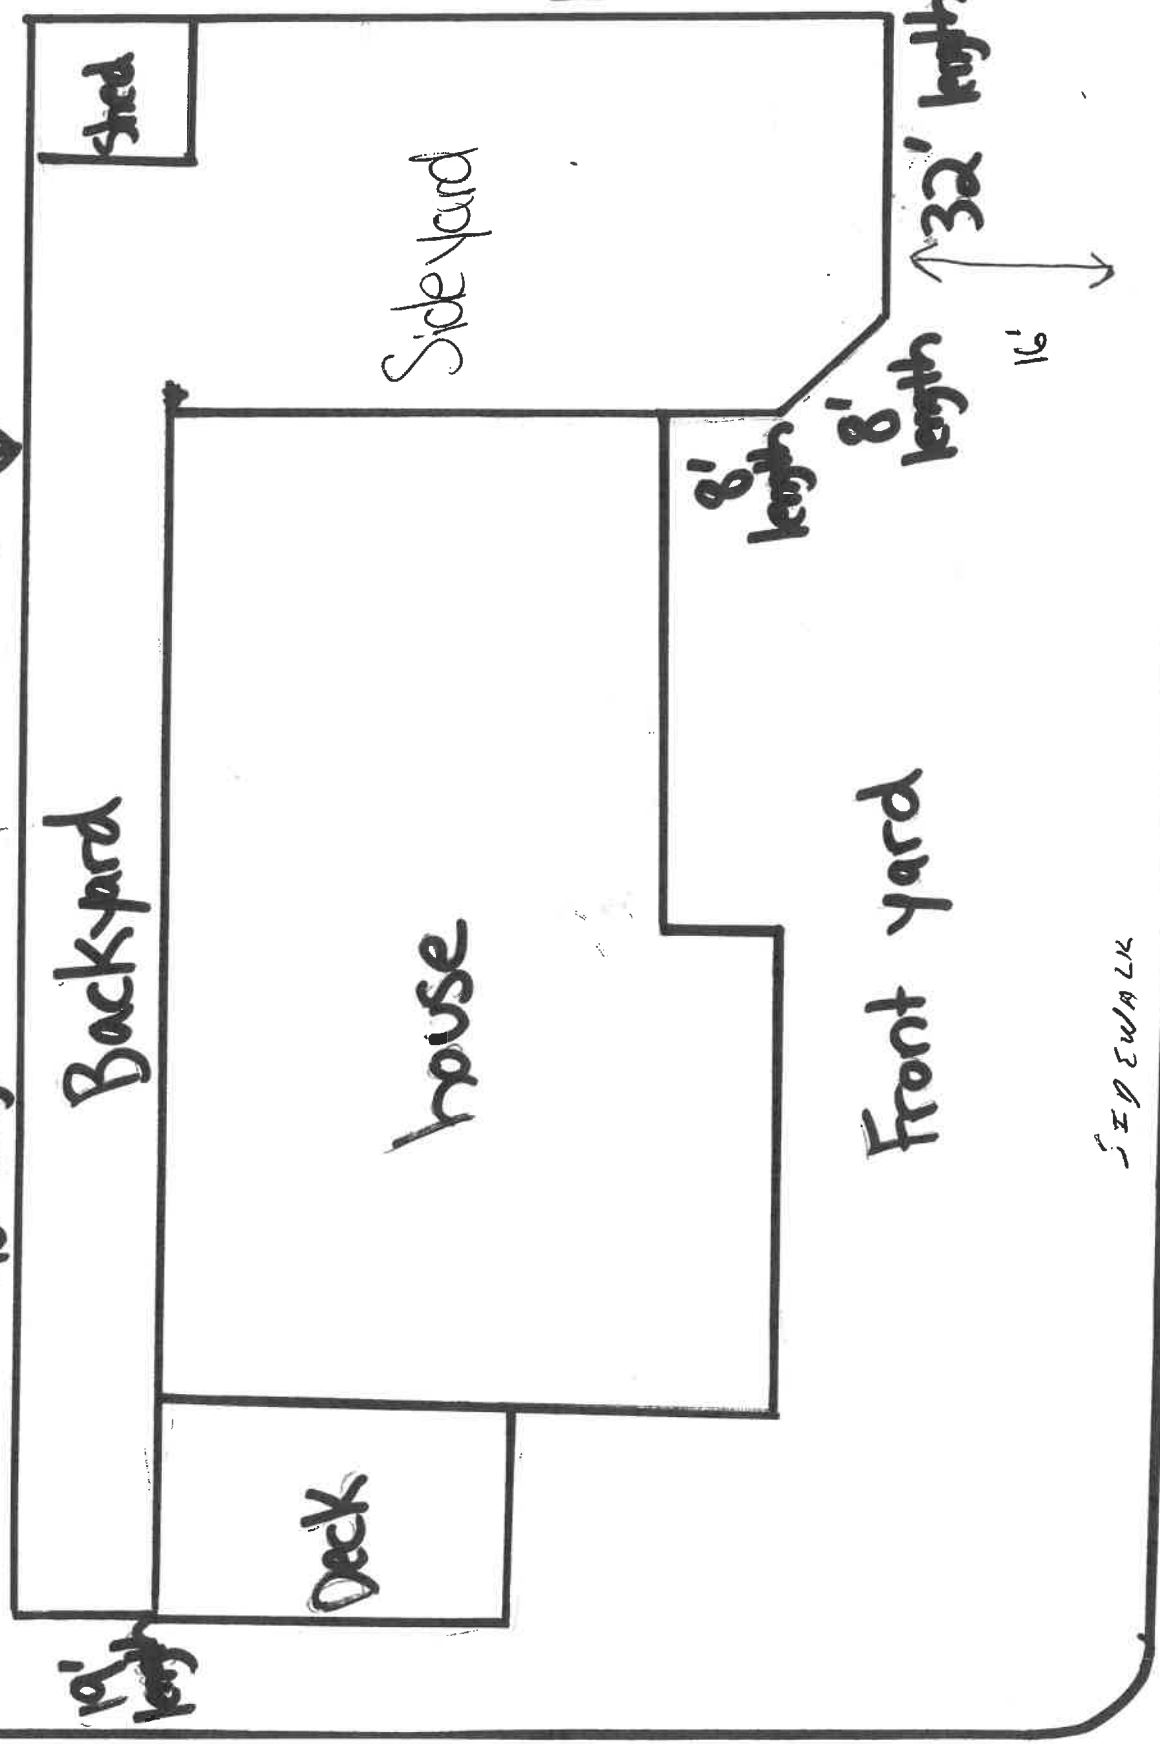 Shed
Backyard
Side yard
house
Deck
Front yard
10'
length
8'
length
8'
length
32' length
16'
SIDEWALK